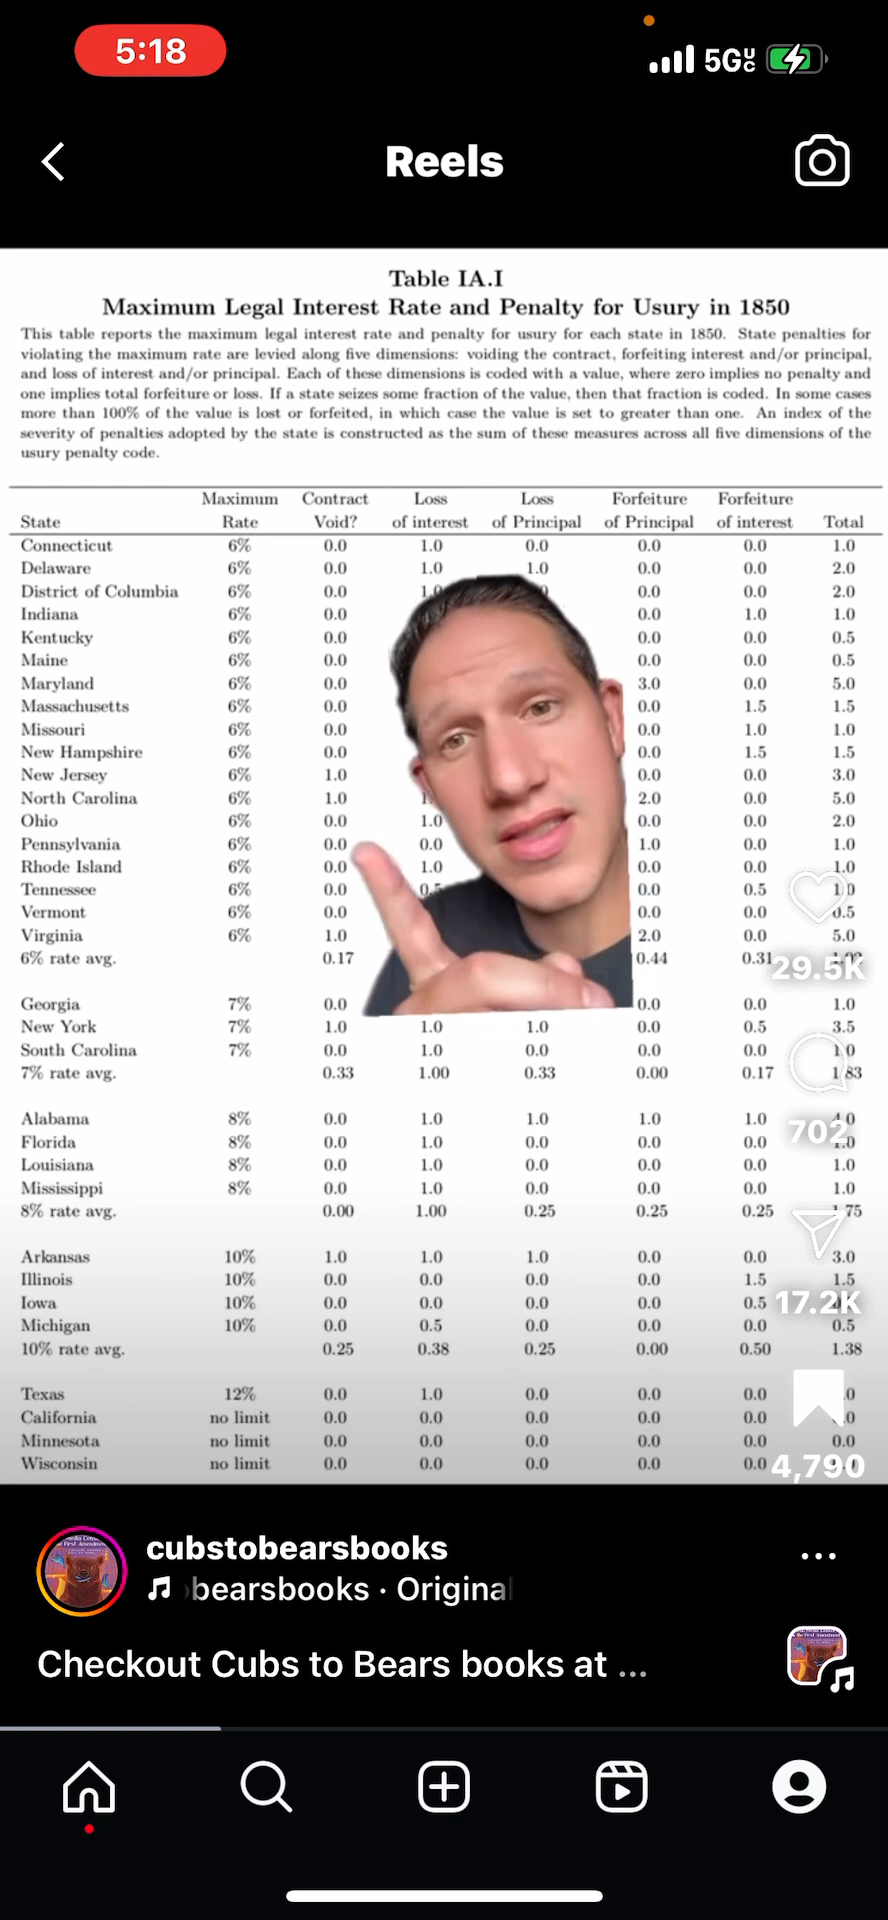 5:18
5G UC
Reels
Table IA.I
Maximum Legal Interest Rate and Penalty for Usury in 1850
This table reports the maximum legal interest rate and penalty for usury for each state in 1850. State penalties for
violating the maximum rate are levied along five dimensions: voiding the contract, forfeiting interest and/or principal,
and loss of interest and/or principal. Each of these dimensions is coded with a value, where zero implies no penalty and
one implies total forfeiture or loss. If a state seizes some fraction of the value, then that fraction is coded. In some cases
more than 100% of the value is lost or forfeited, in which case the value is set to greater than one. An index of the
severity of penalties adopted by the state is constructed as the sum of these measures across all five dimensions of the
usury penalty code.
Maximum Contract Loss Loss Forfeiture Forfeiture
State Rate Void? of interest of Principal of Principal of interest Total
Connecticut 6% 0.0 1.0 0.0 0.0 0.0 1.0
Delaware 6% 0.0 1.0 1.0 0.0 0.0 2.0
District of Columbia 6% 0.0 0.0 0.0 2.0
Indiana 6% 0.0 0.0 1.0 1.0
Kentucky 6% 0.0 0.0 0.0 0.5
Maine 6% 0.0 0.0 0.0 0.5
Maryland 6% 0.0 3.0 0.0 5.0
Massachusetts 6% 0.0 0.0 1.5 1.5
Missouri 6% 0.0 0.0 1.0 1.0
New Hampshire 6% 0.0 0.0 1.5 1.5
New Jersey 6% 1.0 0.0 0.0 3.0
North Carolina 6% 1.0 2.0 0.0 5.0
Ohio 6% 0.0 1.0 0.0 0.0 2.0
Pennsylvania 6% 0.0 0.0 1.0 0.0 1.0
Rhode Island 6% 0.0 1.0 0.0 0.0 1.0
Tennessee 6% 0.0 0.5 0.0 0.5 1.0
Vermont 6% 0.0 0.0 0.0 0.5
Virginia 6% 1.0 2.0 0.0 5.0
6% rate avg. 0.17 0.44 0.31
29.5K
Georgia 7% 0.0 0.0 0.0 1.0
New York 7% 1.0 1.0 1.0 0.0 0.5 3.5
South Carolina 7% 0.0 1.0 0.0 0.0 0.0 1.0
7% rate avg. 0.33 1.00 0.33 0.00 0.17 1.83
Alabama 8% 0.0 1.0 1.0 1.0 1.0 4.0
702
Florida 8% 0.0 1.0 0.0 0.0 0.0 1.0
Louisiana 8% 0.0 1.0 0.0 0.0 0.0 1.0
Mississippi 8% 0.0 1.0 0.0 0.0 0.0 1.0
8% rate avg. 0.00 1.00 0.25 0.25 0.25 1.75
Arkansas 10% 1.0 1.0 1.0 0.0 0.0 3.0
Illinois 10% 0.0 0.0 0.0 0.0 1.5 1.5
Iowa 10% 0.0 0.0 0.0 0.0 0.5
17.2K
Michigan 10% 0.0 0.5 0.0 0.0 0.0 0.5
10% rate avg. 0.25 0.38 0.25 0.00 0.50 1.38
Texas 12% 0.0 1.0 0.0 0.0 0.0
California no limit 0.0 0.0 0.0 0.0 0.0
Minnesota no limit 0.0 0.0 0.0 0.0 0.0 0.0
Wisconsin no limit 0.0 0.0 0.0 0.0 0.0
4,790
cubstobearsbooks
bearsbooks · Original
Checkout Cubs to Bears books at ...